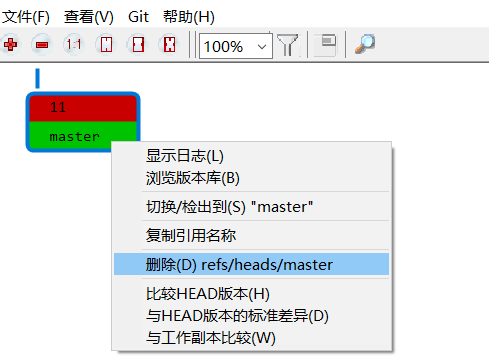 文件(F) 查看(V) Git 帮助(H)
1:1 100%
11
master
显示日志(L)
浏览版本库(B)
切换/检出到(S) "master"
复制引用名称
删除(D) refs/heads/master
比较HEAD版本(H)
与HEAD版本的标准差异(D)
与工作副本比较(W)